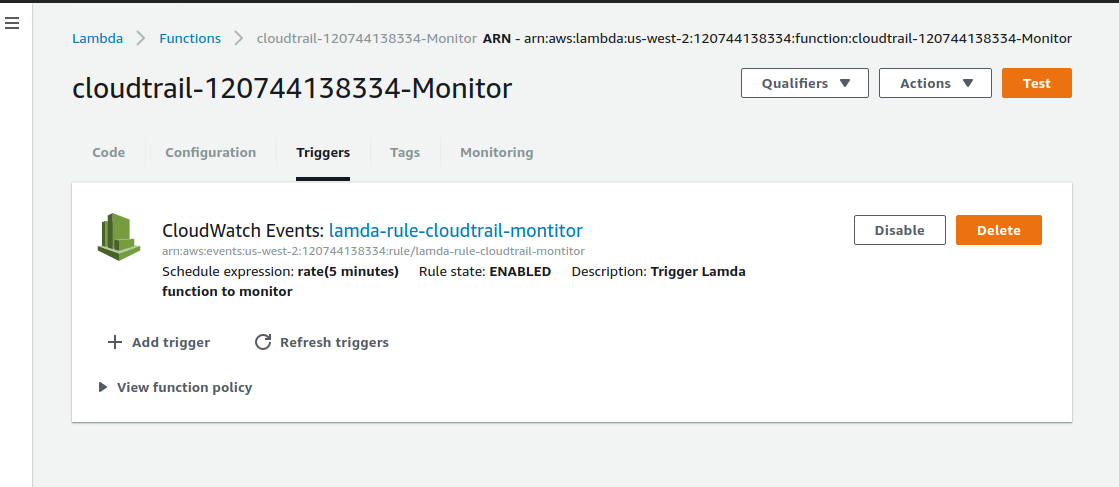 Lambda Functions cloudtrail-120744138334-Monitor ARN - arn:aws:lambda:us-west-2:120744138334:function:cloudtrail-120744138334-Monitor
cloudtrail-120744138334-Monitor Qualifiers Actions Test
Code Configuration Triggers Tags Monitoring
CloudWatch Events: lamda-rule-cloudtrail-montitor Disable Delete
arn:aws:events:us-west-2:120744138334:rule/lamda-rule-cloudtrail-montitor
Schedule expression: rate(5 minutes) Rule state: ENABLED Description: Trigger Lamda
function to monitor
Add trigger Refresh triggers
View function policy